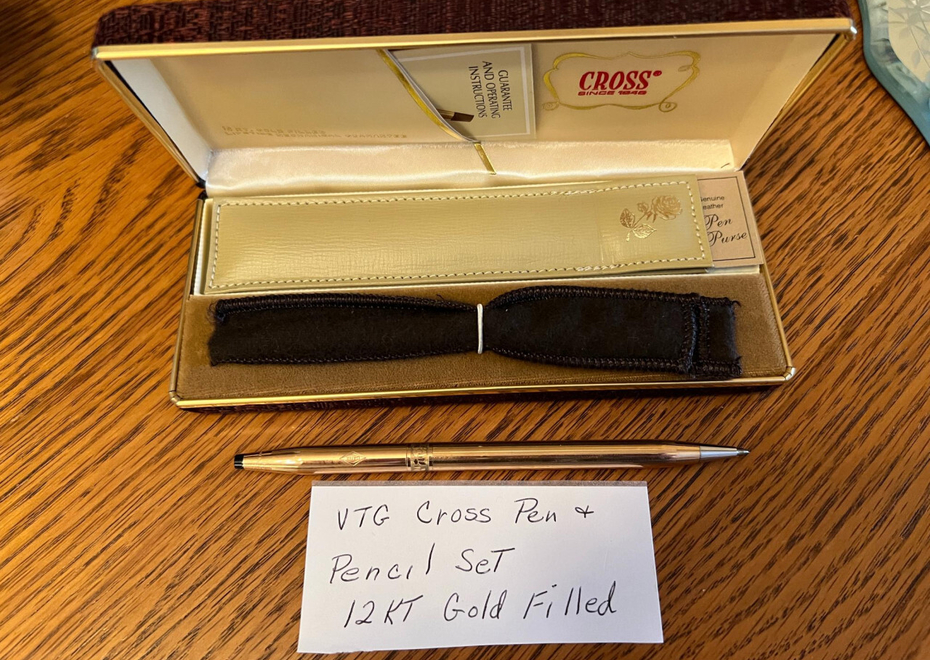 GUARANTEE
AND OPERATING
INSTRUCTIONS
CROSS®
SINCE 1846
Genuine
Leather
Pen
Purse
VTG Cross Pen &
Pencil Set
12KT Gold Filled